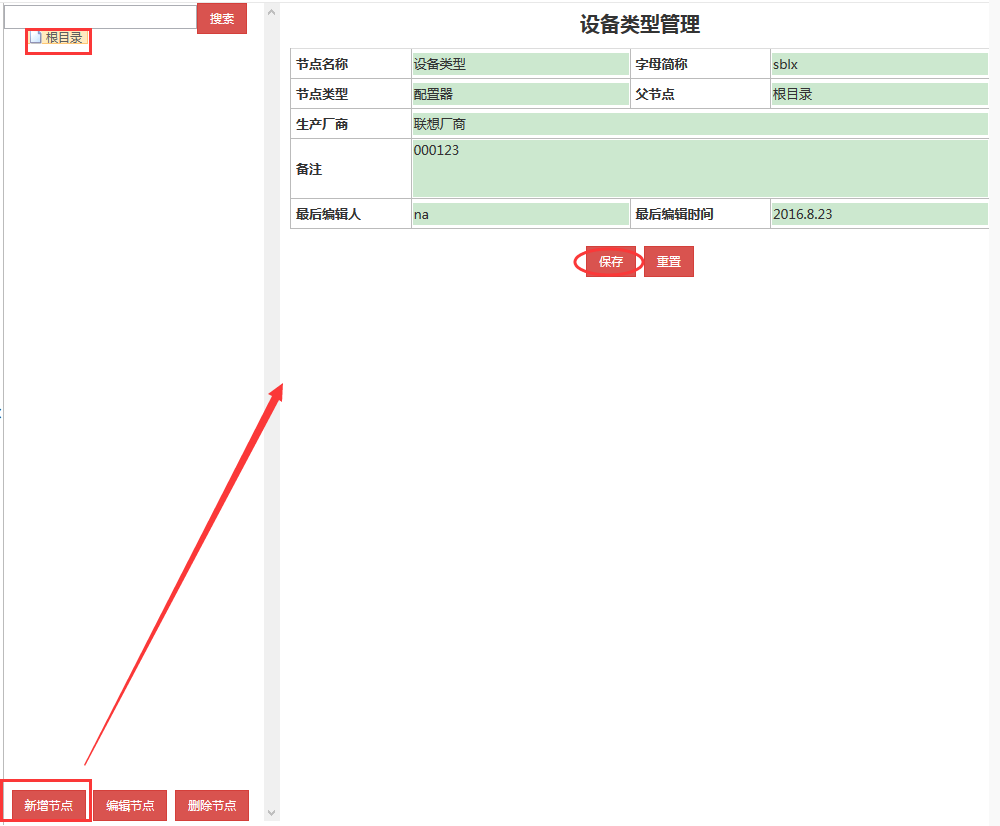 搜索
根目录
设备类型管理
节点名称 设备类型 字母简称 sblx
节点类型 配置器 父节点 根目录
生产厂商 联想厂商
备注 000123
最后编辑人 na 最后编辑时间 2016.8.23
保存 重置
新增节点 编辑节点 删除节点